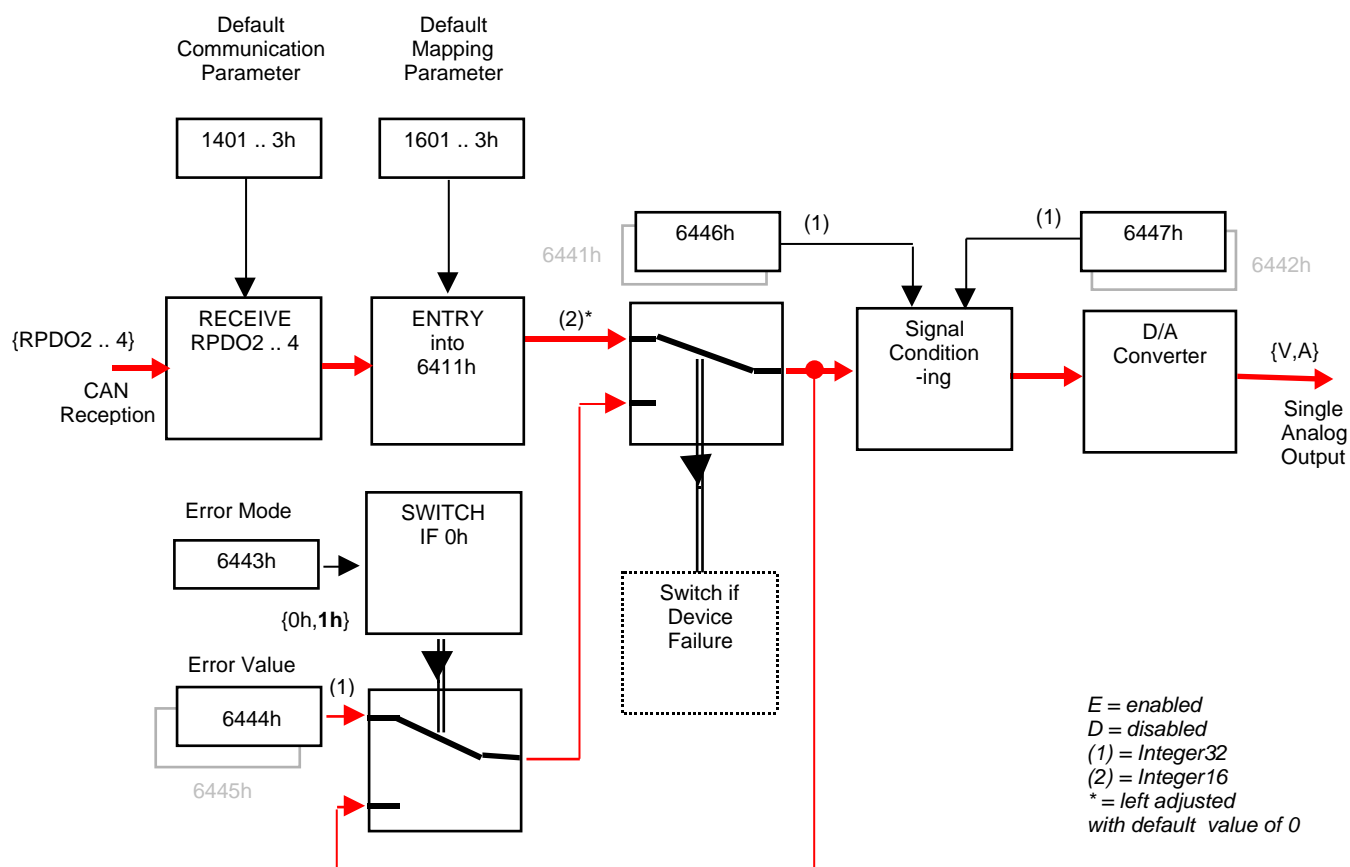 Default
Communication
Parameter
Default
Mapping
Parameter
1401 .. 3h
1601 .. 3h
6446h
(1)
6441h
(1)
6447h
6442h
{RPDO2 .. 4}
CAN
Reception
RECEIVE
RPDO2 .. 4
ENTRY
into
6411h
(2)*
Signal
Condition
-ing
D/A
Converter
{V,A}
Single
Analog
Output
Error Mode
6443h
{0h,1h}
SWITCH
IF 0h
Switch if
Device
Failure
Error Value
(1)
6444h
6445h
E = enabled
D = disabled
(1) = Integer32
(2) = Integer16
* = left adjusted
with default value of 0